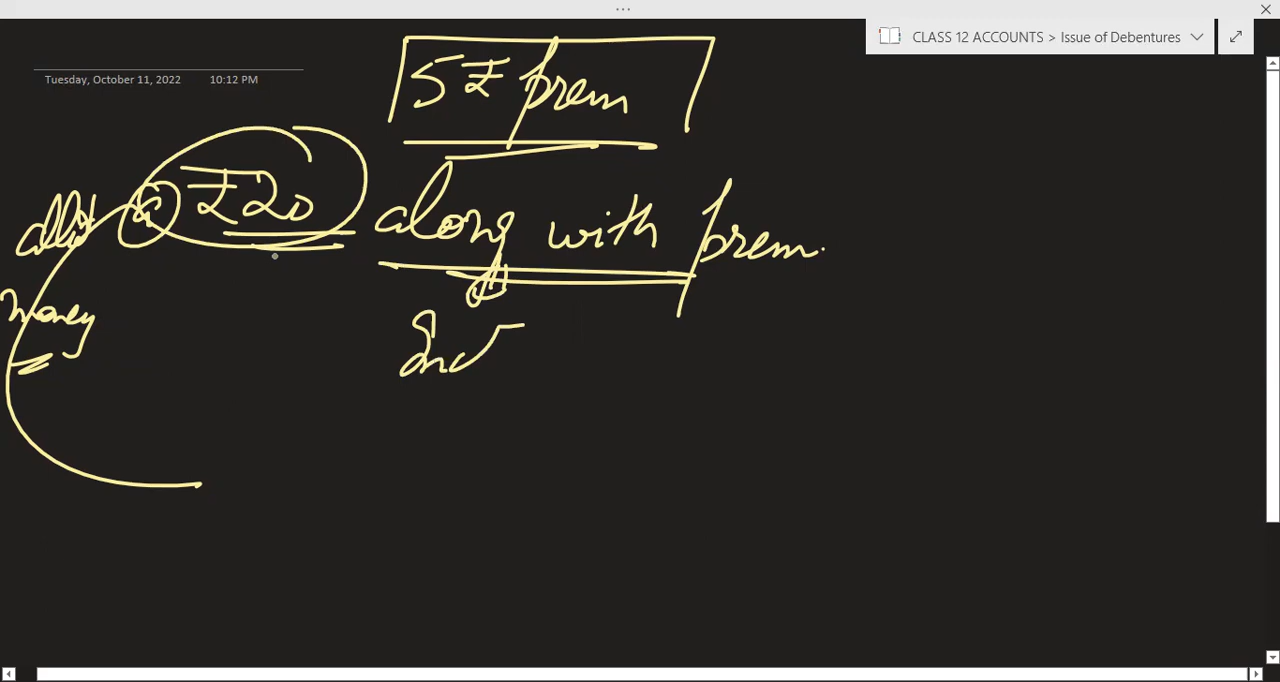 CLASS 12 ACCOUNTS > Issue of Debentures
Tuesday, October 11, 2022 10:12 PM
5₹ prem
allot @ ₹20 along with prem.
money